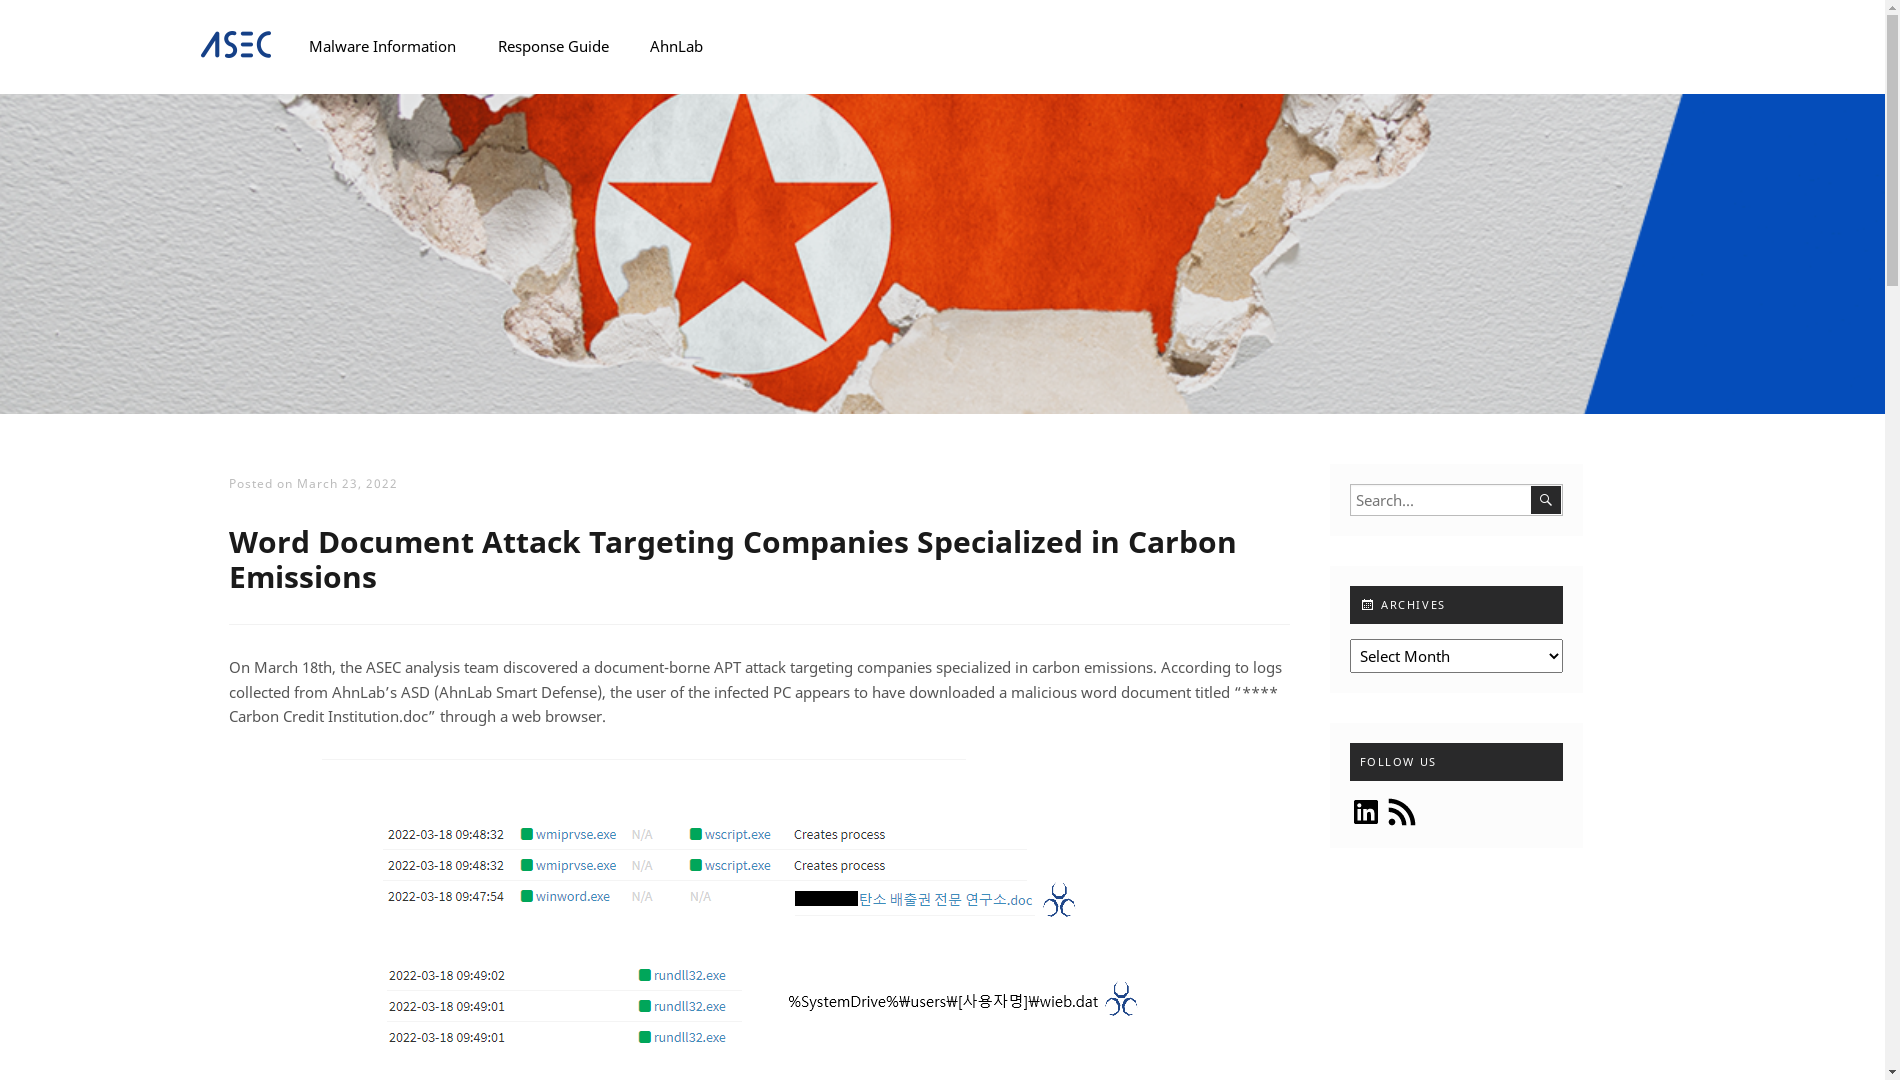 ASEC Malware Information Response Guide AhnLab
Posted on March 23, 2022
Search...
Word Document Attack Targeting Companies Specialized in Carbon
Emissions
ARCHIVES
Select Month
On March 18th, the ASEC analysis team discovered a document-borne APT attack targeting companies specialized in carbon emissions. According to logs
collected from AhnLab’s ASD (AhnLab Smart Defense), the user of the infected PC appears to have downloaded a malicious word document titled “****
Carbon Credit Institution.doc” through a web browser.
FOLLOW US
2022-03-18 09:48:32 wmiprvse.exe N/A wscript.exe Creates process
2022-03-18 09:48:32 wmiprvse.exe N/A wscript.exe Creates process
2022-03-18 09:47:54 winword.exe N/A N/A 탄소 배출권 전문 연구소.doc
2022-03-18 09:49:02 rundll32.exe
2022-03-18 09:49:01 rundll32.exe %SystemDrive%₩users₩[사용자명]₩wieb.dat
2022-03-18 09:49:01 rundll32.exe